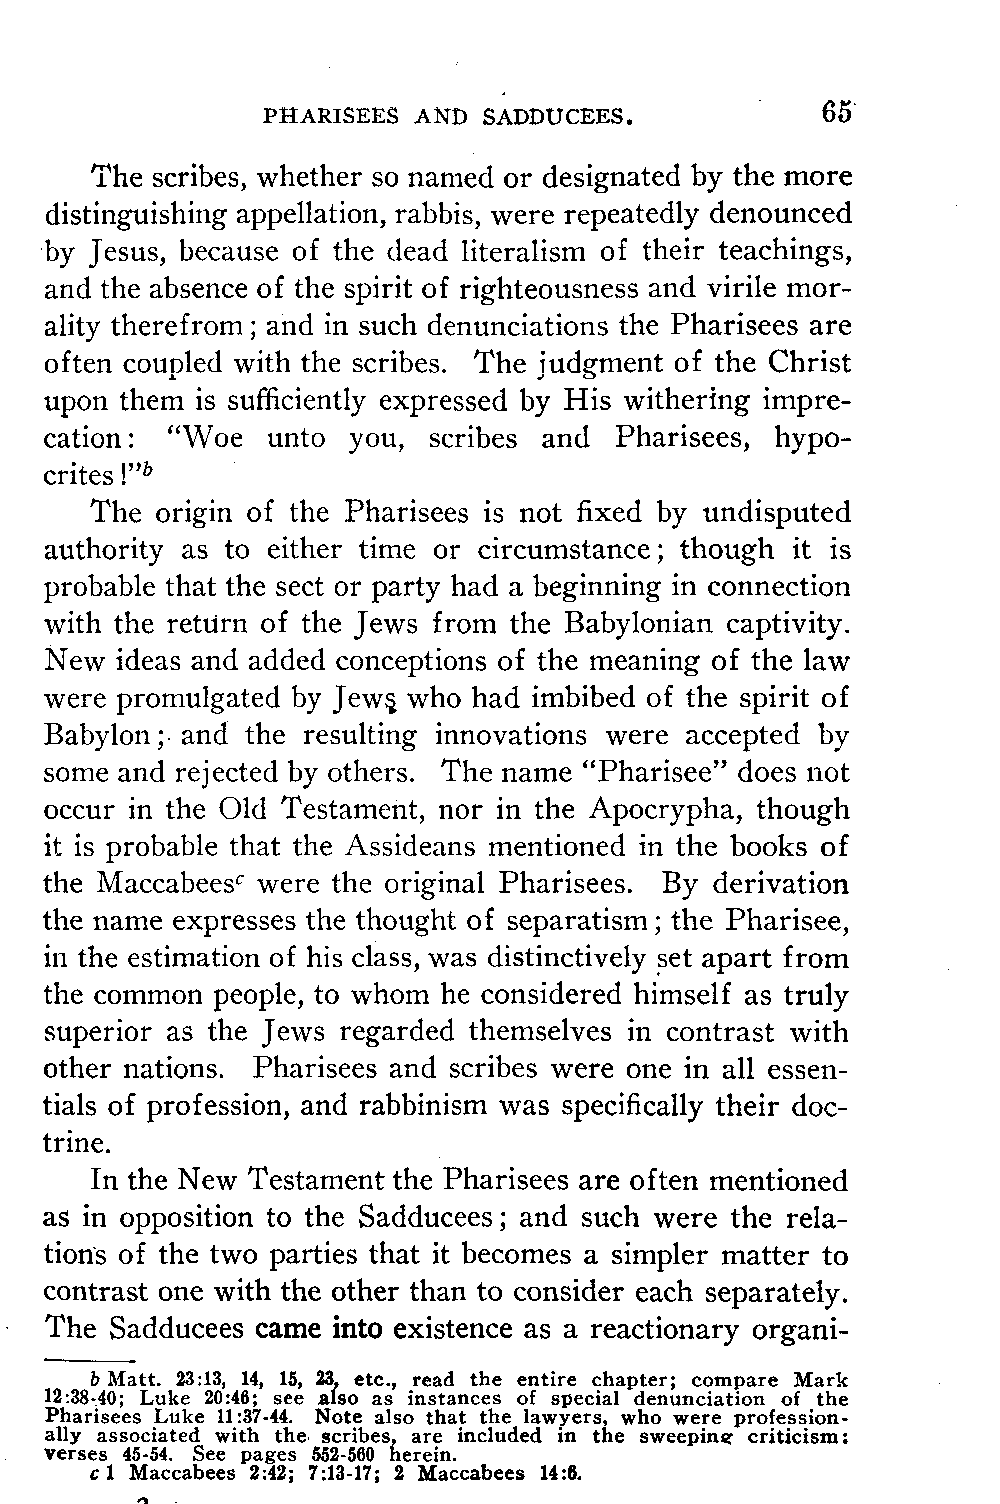 PHARISEES AND SADDUCEES. 65
The scribes, whether so named or designated by the more
distinguishing appellation, rabbis, were repeatedly denounced
by Jesus, because of the dead literalism of their teachings,
and the absence of the spirit of righteousness and virile mor-
ality therefrom; and in such denunciations the Pharisees are
often coupled with the scribes. The judgment of the Christ
upon them is sufficiently expressed by His withering impre-
cation: "Woe unto you, scribes and Pharisees, hypo-
crites!"b
The origin of the Pharisees is not fixed by undisputed
authority as to either time or circumstance; though it is
probable that the sect or party had a beginning in connection
with the return of the Jews from the Babylonian captivity.
New ideas and added conceptions of the meaning of the law
were promulgated by Jews who had imbibed of the spirit of
Babylon; and the resulting innovations were accepted by
some and rejected by others. The name "Pharisee" does not
occur in the Old Testament, nor in the Apocrypha, though
it is probable that the Assideans mentioned in the books of
the Maccabeesc were the original Pharisees. By derivation
the name expresses the thought of separatism; the Pharisee,
in the estimation of his class, was distinctively set apart from
the common people, to whom he considered himself as truly
superior as the Jews regarded themselves in contrast with
other nations. Pharisees and scribes were one in all essen-
tials of profession, and rabbinism was specifically their doc-
trine.
In the New Testament the Pharisees are often mentioned
as in opposition to the Sadducees; and such were the rela-
tions of the two parties that it becomes a simpler matter to
contrast one with the other than to consider each separately.
The Sadducees came into existence as a reactionary organi-
b Matt. 23:13, 14, 15, 23, etc., read the entire chapter; compare Mark
12:38-40; Luke 20:46; see also as instances of special denunciation of the
Pharisees Luke 11:37-44. Note also that the lawyers, who were profession-
ally associated with the scribes, are included in the sweeping criticism:
verses 45-54. See pages 552-560 herein.
c 1 Maccabees 2:42; 7:13-17; 2 Maccabees 14:6.